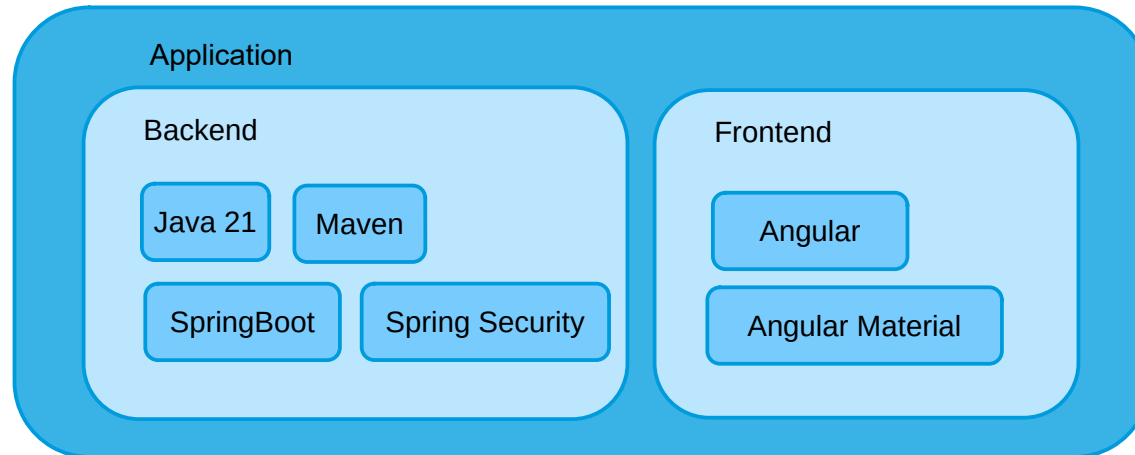 Application
Backend
Frontend
Java 21
Maven
Angular
SpringBoot
Spring Security
Angular Material